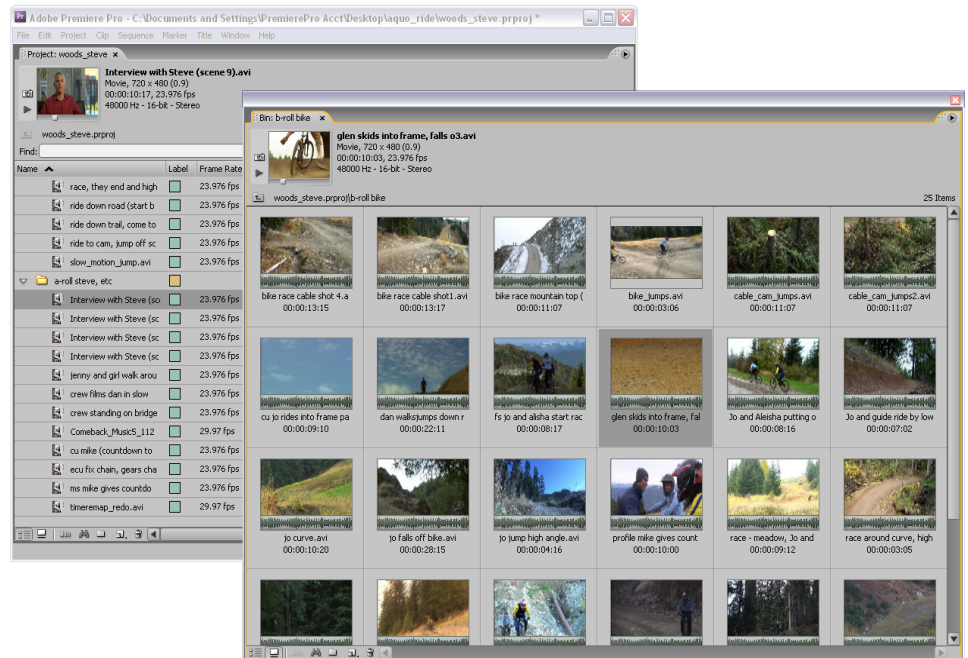 Adobe Premiere Pro - C:\Documents and Settings\PremierePro Acct\Desktop\aquo_ride\woods_steve.prproj *
File Edit Project Clip Sequence Marker Title Window Help
Project: woods_steve
Interview with Steve (scene 9).avi
Movie, 720 x 480 (0.9)
00:00:10:17, 23.976 fps
48000 Hz - 16-bit - Stereo
woods_steve.prproj
Find:
Name Label Frame Rate
race, they end and high 23.976 fps
ride down road (start b 23.976 fps
ride down trail, come to 23.976 fps
ride to cam, jump off sc 23.976 fps
slow_motion_jump.avi 23.976 fps
a-roll steve, etc
Interview with Steve (so 23.976 fps
Interview with Steve (sc 23.976 fps
Interview with Steve (sc 23.976 fps
Interview with Steve (sc 23.976 fps
jenny and girl walk arou 23.976 fps
crew films dan in slow 23.976 fps
crew standing on bridge 23.976 fps
Comeback_Music5_112 29.97 fps
cu mike (countdown to 23.976 fps
ecu fix chain, gears cha 23.976 fps
ms mike gives countdo 23.976 fps
timeremap_redo.avi 29.97 fps
Bin: b-roll bike
glen skids into frame, falls o3.avi
Movie, 720 x 480 (0.9)
00:00:10:03, 23.976 fps
48000 Hz - 16-bit - Stereo
woods_steve.prproj\b-roll bike 25 Items
bike race cable shot 4.a bike race cable shot1.avi bike race mountain top ( bike_jumps.avi cable_cam_jumps.avi cable_cam_jumps2.avi
00:00:13:15 00:00:13:17 00:00:11:07 00:00:03:06 00:00:11:07 00:00:11:07
cu jo rides into frame pa dan walksjumps down r fs jo and alisha start rac glen skids into frame, fal Jo and Aleisha putting o Jo and guide ride by low
00:00:09:10 00:00:22:11 00:00:08:17 00:00:10:03 00:00:08:16 00:00:07:02
jo curve.avi jo falls off bike.avi jo jump high angle.avi profile mike gives count race - meadow, Jo and race around curve, high
00:00:10:20 00:00:28:15 00:00:04:16 00:00:10:00 00:00:09:12 00:00:03:05